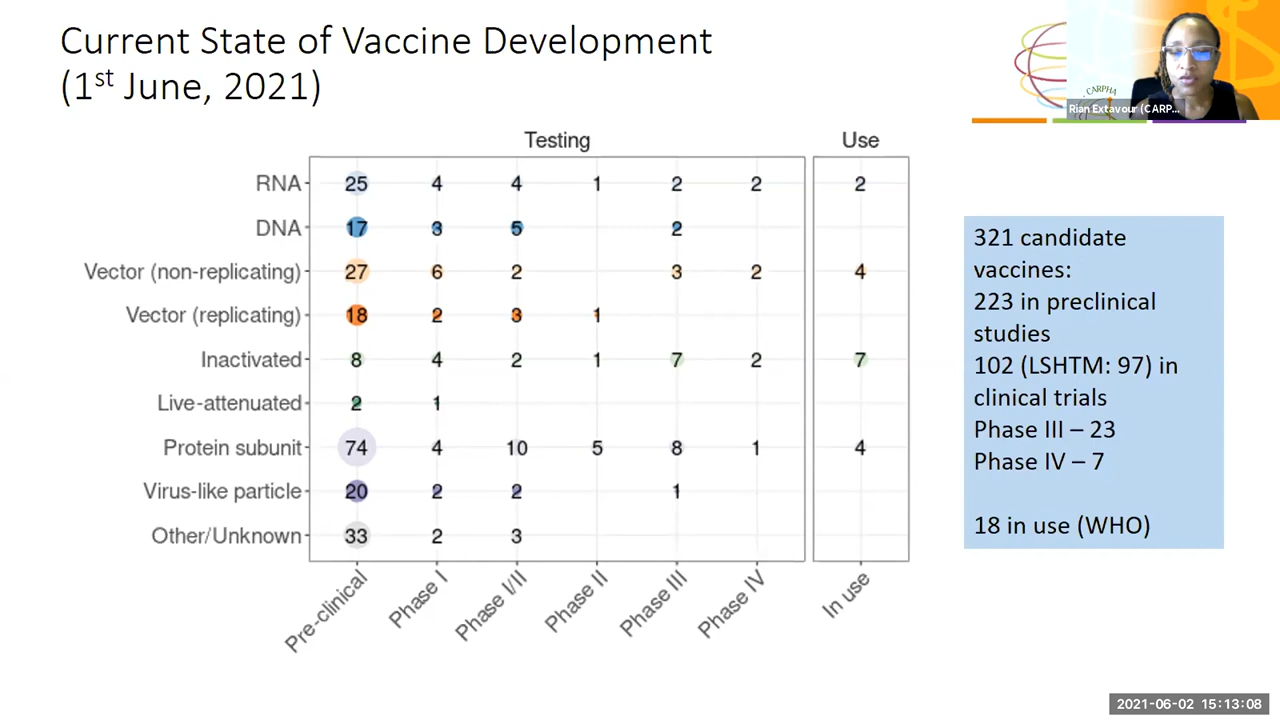 Current State of Vaccine Development
(1st June, 2021)
CARPHA
Rian Extavour (CARP...
Testing Use
RNA 25 4 4 1 2 2 2
DNA 17 3 5 2
Vector (non-replicating) 27 6 2 3 2 4
Vector (replicating) 18 2 3 1
Inactivated 8 4 2 1 7 2 7
Live-attenuated 2 1
Protein subunit 74 4 10 5 8 1 4
Virus-like particle 20 2 2 1
Other/Unknown 33 2 3
Pre-clinical Phase I Phase I/II Phase II Phase III Phase IV In use
321 candidate
vaccines:
223 in preclinical
studies
102 (LSHTM: 97) in
clinical trials
Phase III – 23
Phase IV – 7
18 in use (WHO)
2021-06-02 15:13:08